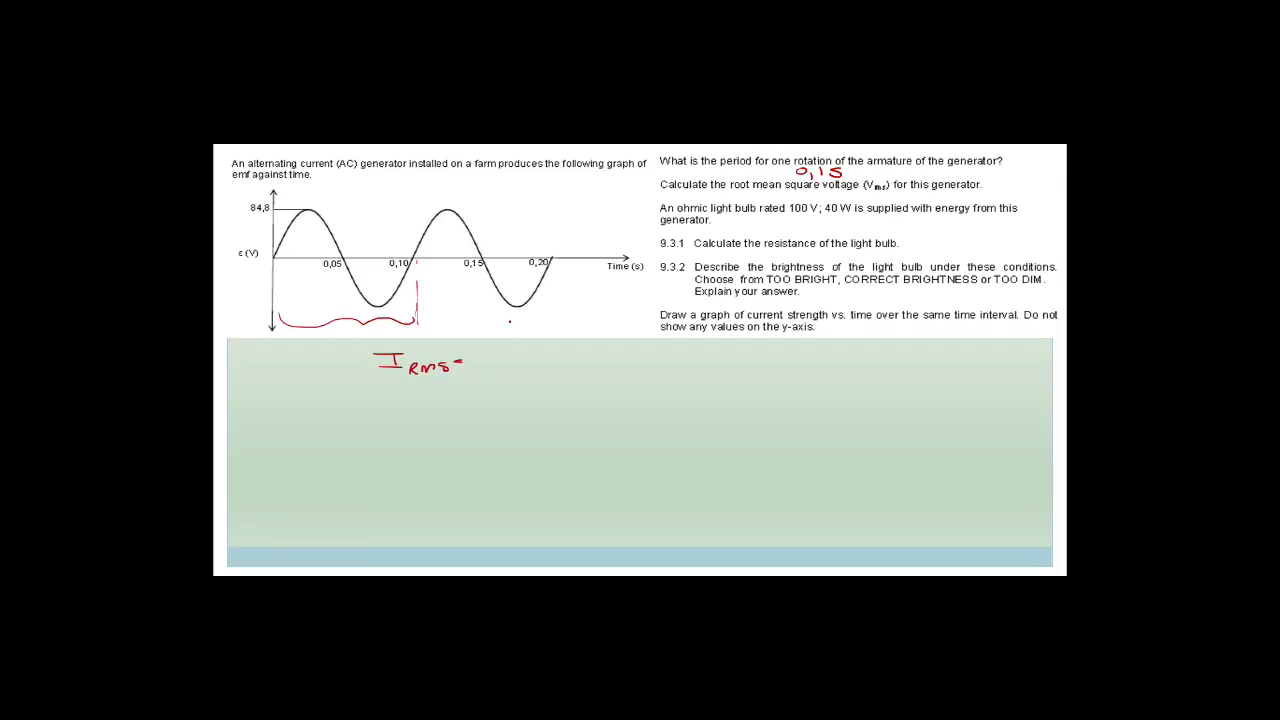 An alternating current (AC) generator installed on a farm produces the following graph of
emf against time.
84,8
ε (V)
0,05
0,10
0,15
0,20
Time (s)
What is the period for one rotation of the armature of the generator?
0,1s
Calculate the root mean square voltage (Vrms) for this generator.
An ohmic light bulb rated 100 V; 40 W is supplied with energy from this
generator.
9.3.1 Calculate the resistance of the light bulb.
9.3.2 Describe the brightness of the light bulb under these conditions.
Choose from TOO BRIGHT, CORRECT BRIGHTNESS or TOO DIM.
Explain your answer.
Draw a graph of current strength vs. time over the same time interval. Do not
show any values on the y-axis.
I RMS =